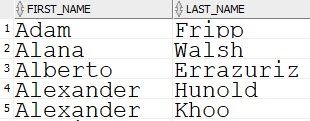 FIRST_NAME LAST_NAME
1 Adam Fripp
2 Alana Walsh
3 Alberto Errazuriz
4 Alexander Hunold
5 Alexander Khoo